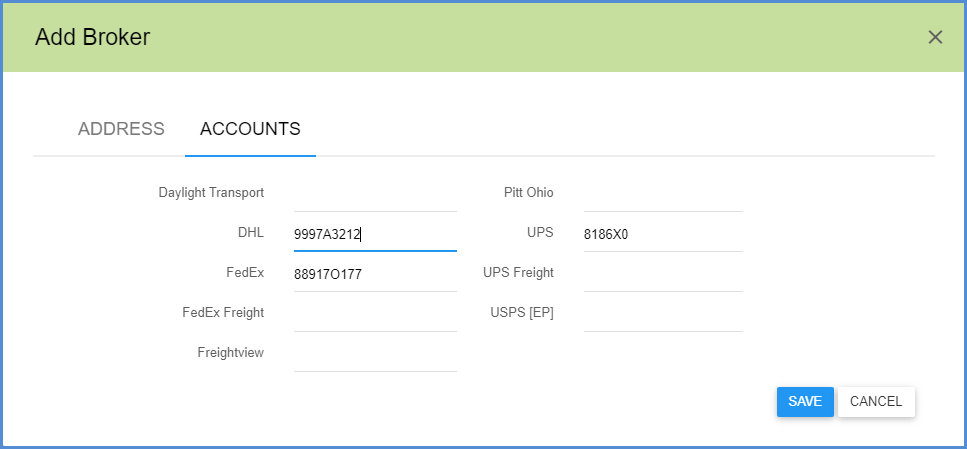 Add Broker
ADDRESS ACCOUNTS
Daylight Transport Pitt Ohio
DHL 9997A3212 UPS 8186X0
FedEx 88917O177 UPS Freight
FedEx Freight USPS [EP]
Freightview
SAVE CANCEL